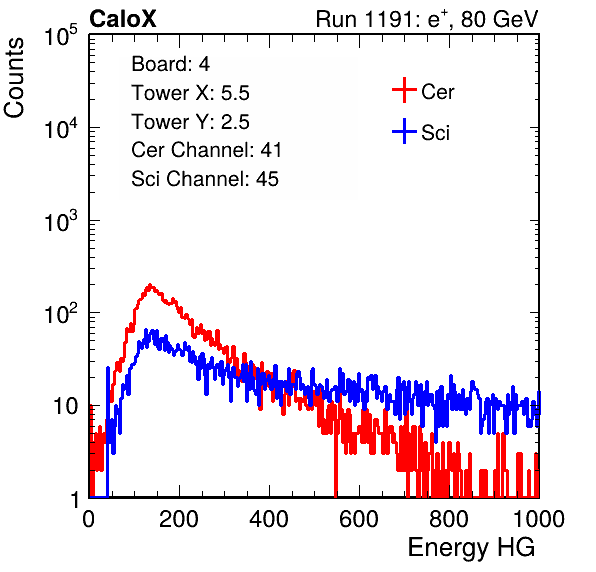 CaloX Run 1191: e⁺, 80 GeV
Counts
Board: 4
Tower X: 5.5
Tower Y: 2.5
Cer Channel: 41
Sci Channel: 45
Cer
Sci
10⁵
10⁴
10³
10²
10
1
0 200 400 600 800 1000
Energy HG